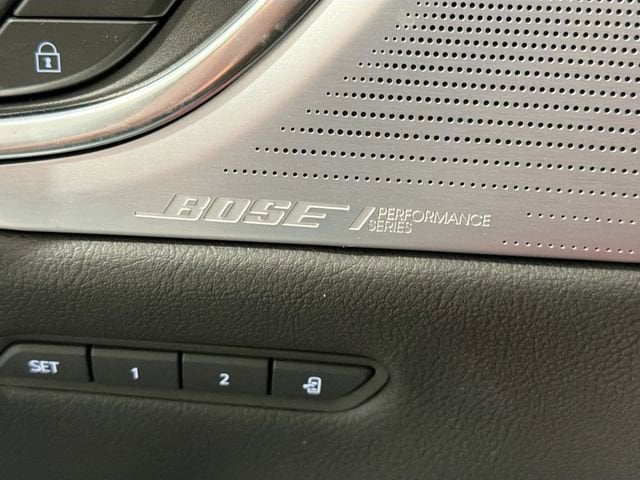 BOSE
PERFORMANCE
SERIES
SET 1 2